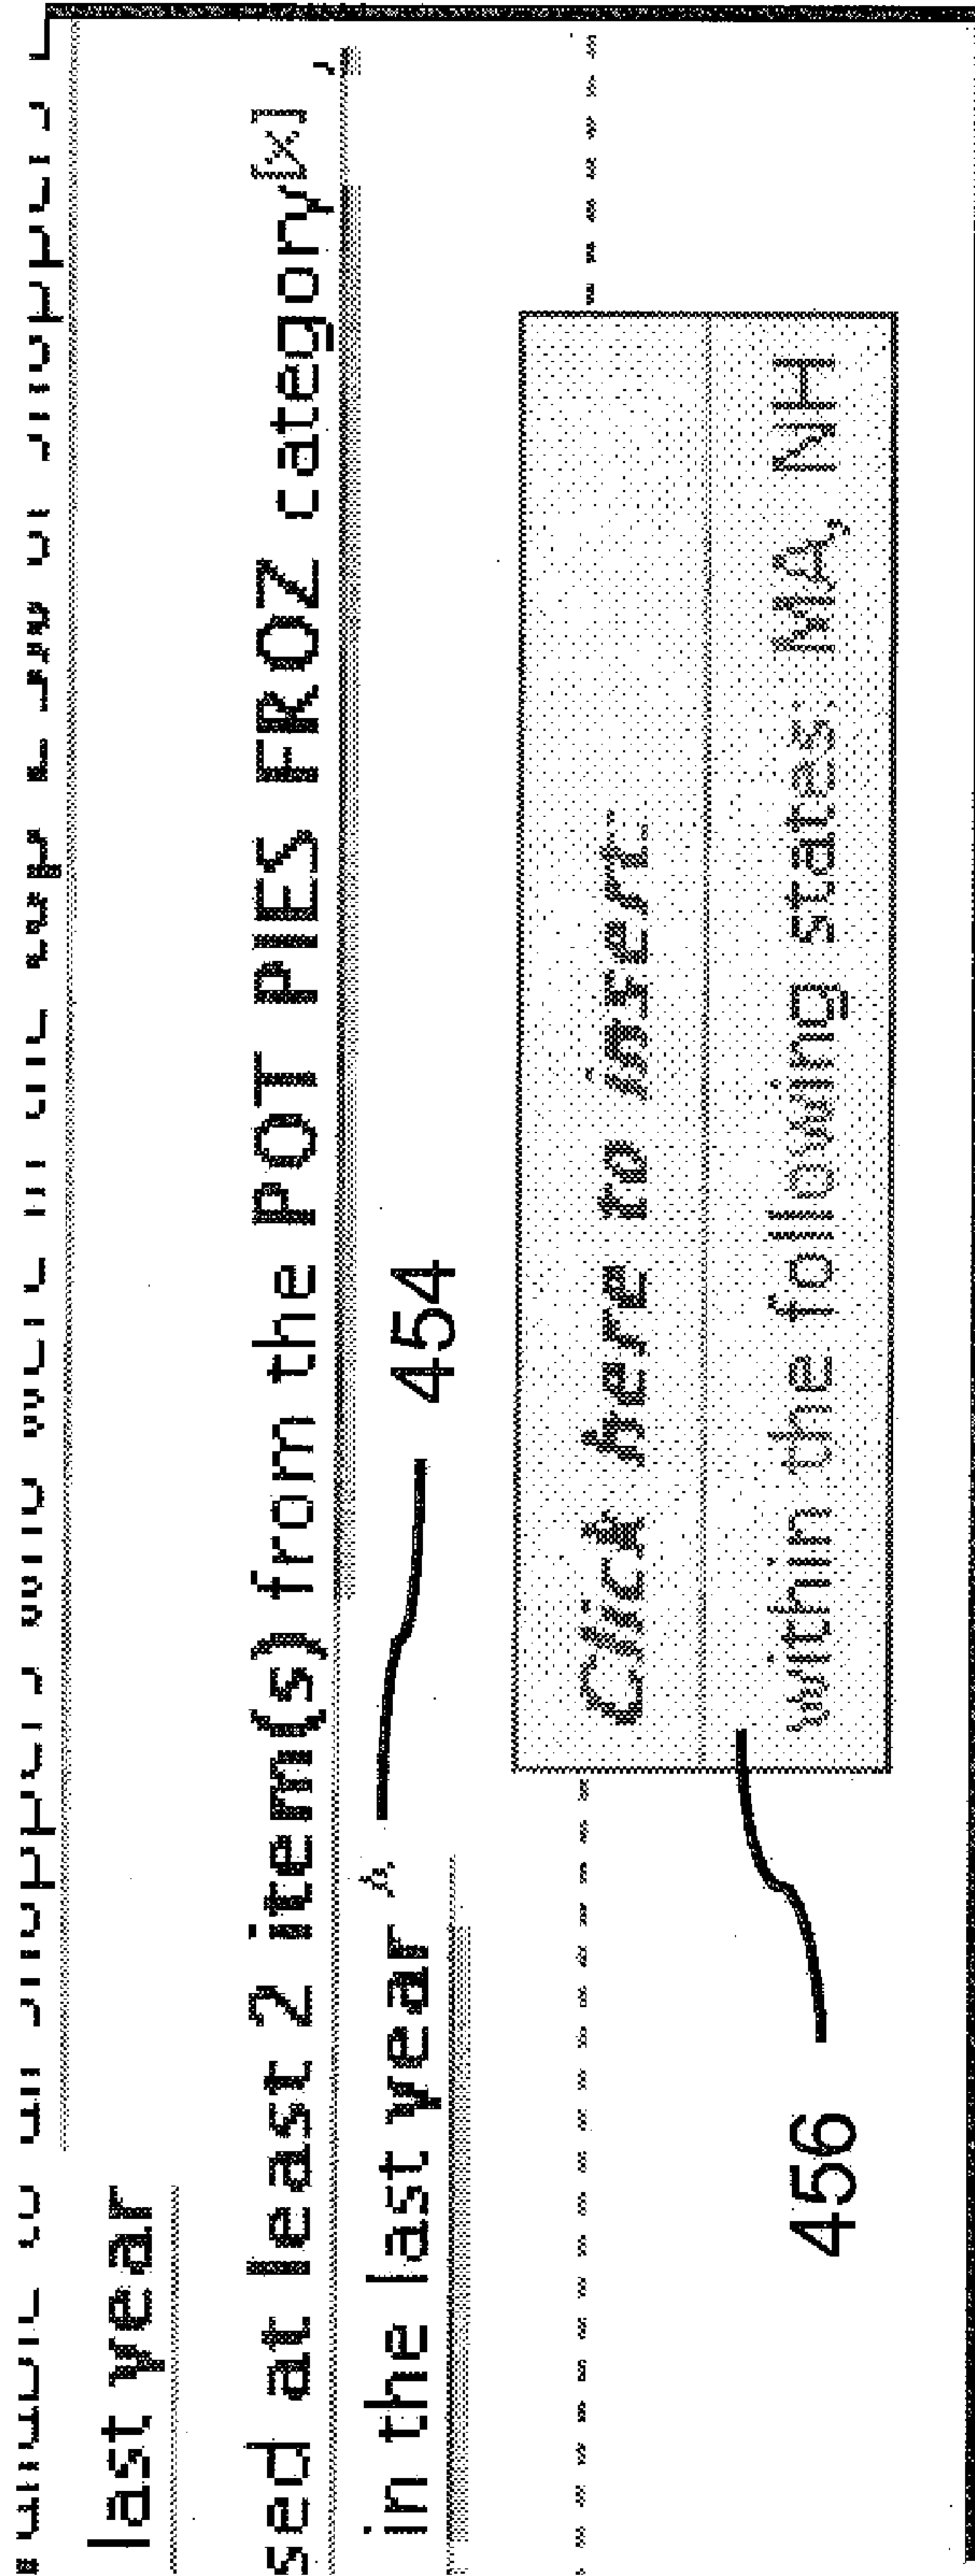 last year
sed at least 2 item(s) from the POT PIES FROZ category[x] ,
in the last year
454
Click here to insert:
within the following states: MA, NH
456